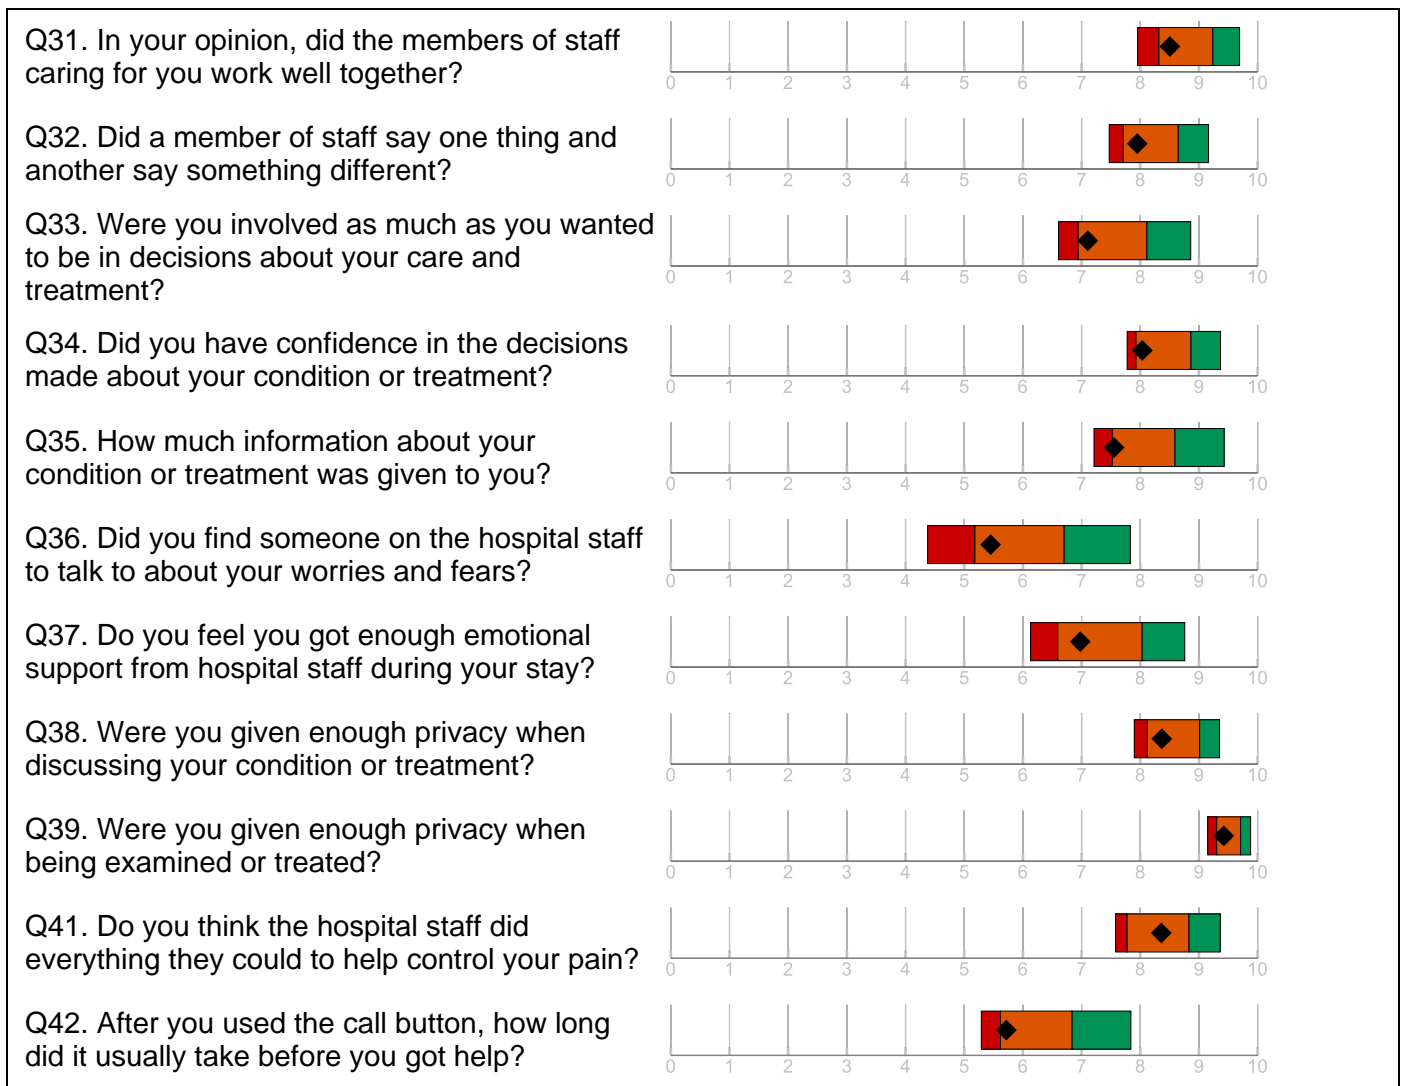 Q31. In your opinion, did the members of staff
caring for you work well together?
0 1 2 3 4 5 6 7 8 9 10
Q32. Did a member of staff say one thing and
another say something different?
0 1 2 3 4 5 6 7 8 9 10
Q33. Were you involved as much as you wanted
to be in decisions about your care and
treatment?
0 1 2 3 4 5 6 7 8 9 10
Q34. Did you have confidence in the decisions
made about your condition or treatment?
0 1 2 3 4 5 6 7 8 9 10
Q35. How much information about your
condition or treatment was given to you?
0 1 2 3 4 5 6 7 8 9 10
Q36. Did you find someone on the hospital staff
to talk to about your worries and fears?
0 1 2 3 4 5 6 7 8 9 10
Q37. Do you feel you got enough emotional
support from hospital staff during your stay?
0 1 2 3 4 5 6 7 8 9 10
Q38. Were you given enough privacy when
discussing your condition or treatment?
0 1 2 3 4 5 6 7 8 9 10
Q39. Were you given enough privacy when
being examined or treated?
0 1 2 3 4 5 6 7 8 9 10
Q41. Do you think the hospital staff did
everything they could to help control your pain?
0 1 2 3 4 5 6 7 8 9 10
Q42. After you used the call button, how long
did it usually take before you got help?
0 1 2 3 4 5 6 7 8 9 10